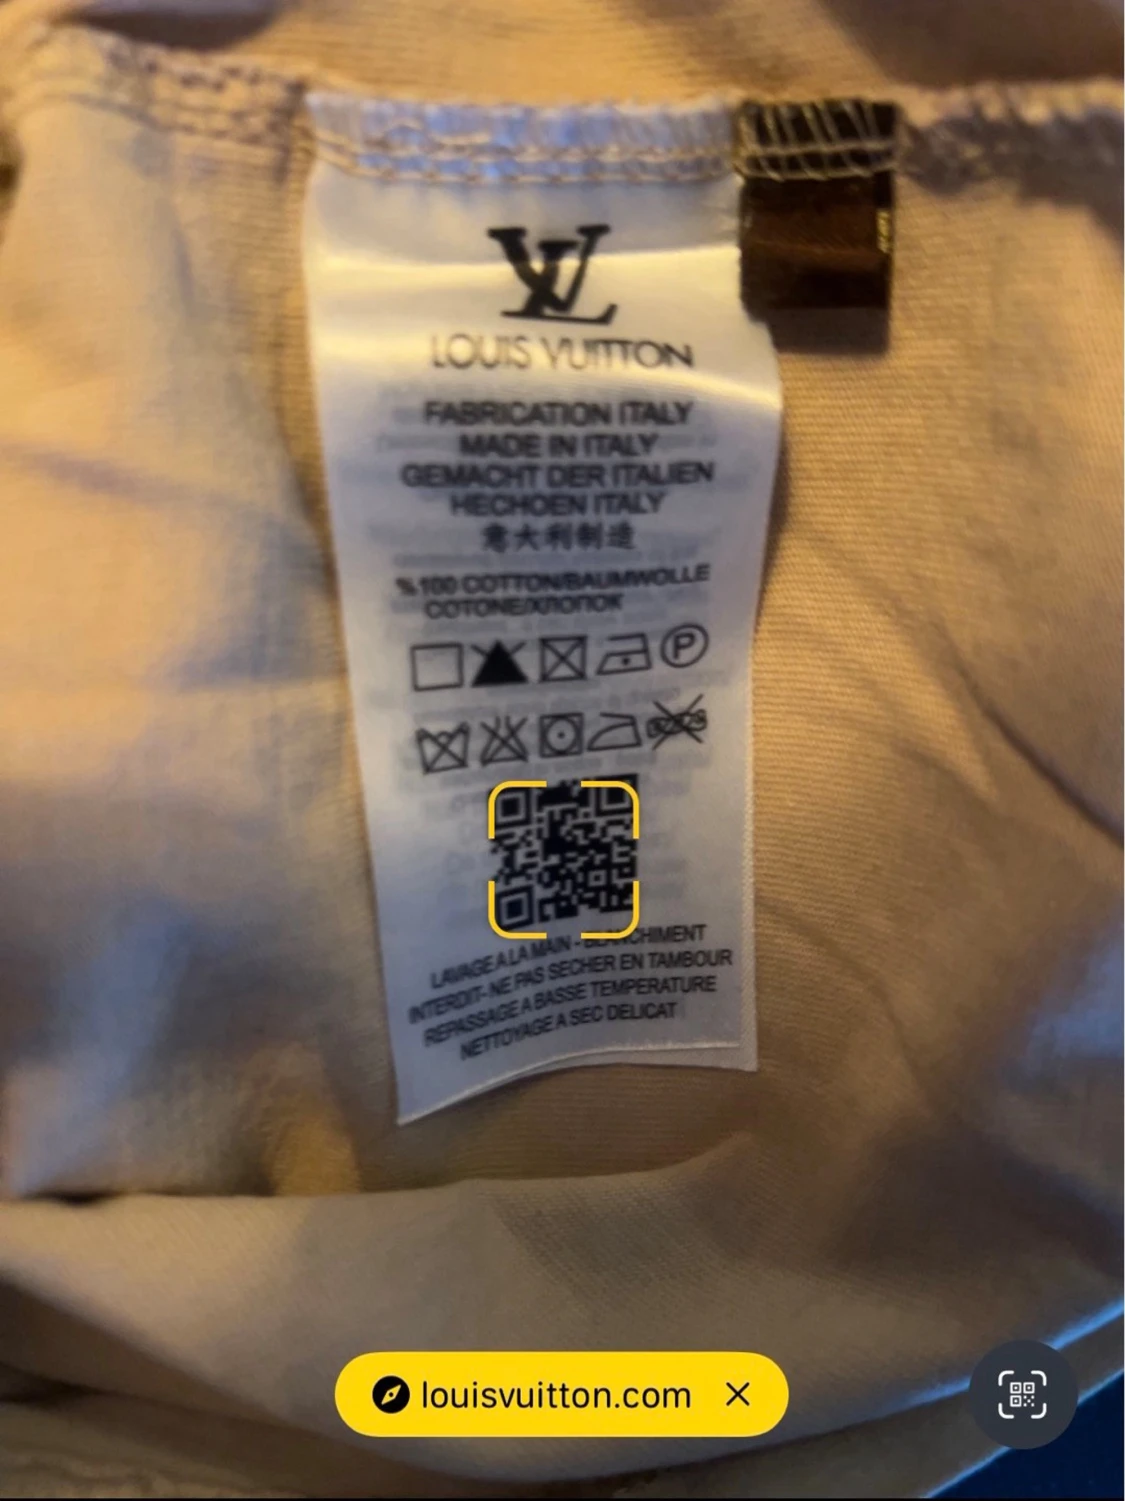 LV
LOUIS VUITTON
FABRICATION ITALY
MADE IN ITALY
GEMACHT DER ITALIEN
HECHOEN ITALY
意大利制造
%100 COTTON/BAUMWOLLE
COTONE/ХЛОПОК
P
LAVAGE A LA MAIN - BLANCHIMENT
INTERDIT- NE PAS SECHER EN TAMBOUR
REPASSAGE A BASSE TEMPERATURE
NETTOYAGE A SEC DELICAT
louisvuitton.com